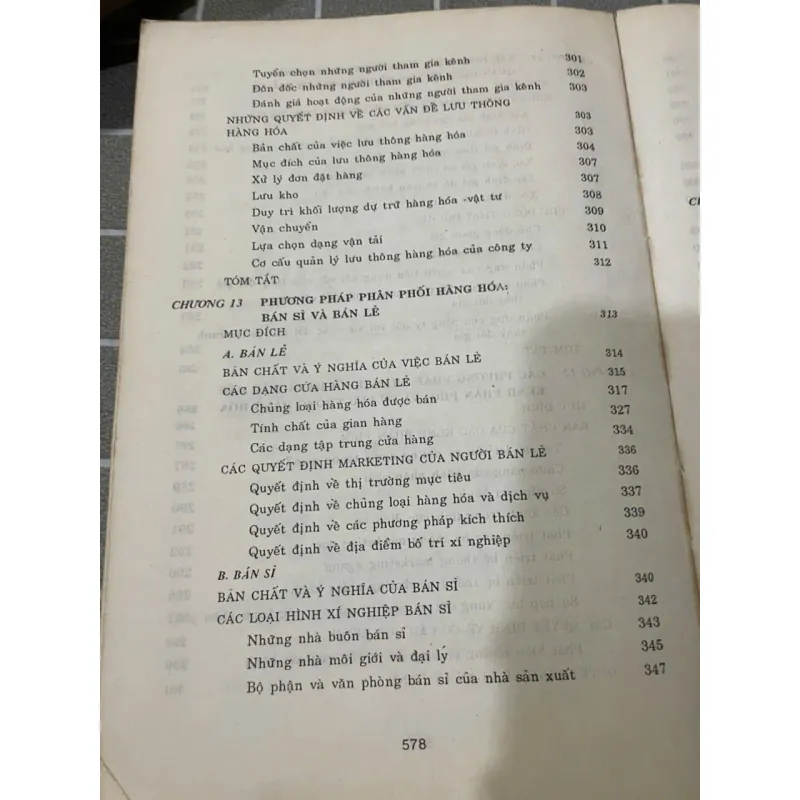 Tuyển chọn những người tham gia kênh 301
Đôn đốc những người tham gia kênh 302
Đánh giá hoạt động của những người tham gia kênh 303
NHỮNG QUYẾT ĐỊNH VỀ CÁC VẤN ĐỀ LƯU THÔNG
HÀNG HÓA 303
Bản chất của việc lưu thông hàng hóa 303
Mục đích của lưu thông hàng hóa 304
Xử lý đơn đặt hàng 307
Lưu kho 307
Duy trì khối lượng dự trữ hàng hóa -vật tư 308
Vận chuyển 309
Lựa chọn dạng vận tải 310
Cơ cấu quản lý lưu thông hàng hóa của công ty 311
TÓM TẮT 312
CHƯƠNG 13 PHƯƠNG PHÁP PHÂN PHỐI HÀNG HÓA:
BÁN SỈ VÀ BÁN LẺ
MỤC ĐÍCH 313
A. BÁN LẺ
BẢN CHẤT VÀ Ý NGHĨA CỦA VIỆC BÁN LẺ 314
CÁC DẠNG CỬA HÀNG BÁN LẺ 315
Chủng loại hàng hóa được bán 317
Tính chất của gian hàng 327
Các dạng tập trung cửa hàng 334
CÁC QUYẾT ĐỊNH MARKETING CỦA NGƯỜI BÁN LẺ 336
Quyết định về thị trường mục tiêu 336
Quyết định về chủng loại hàng hóa và dịch vụ 337
Quyết định về các phương pháp kích thích 339
Quyết định về địa điểm bố trí xí nghiệp 340
B. BÁN SỈ
BẢN CHẤT VÀ Ý NGHĨA CỦA BÁN SỈ 340
CÁC LOẠI HÌNH XÍ NGHIỆP BÁN SỈ 342
Những nhà buôn bán sỉ 343
Những nhà môi giới và đại lý 345
Bộ phận và văn phòng bán sỉ của nhà sản xuất 347
578